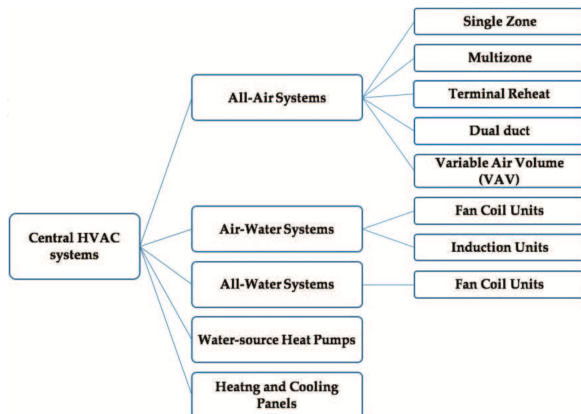 Single Zone
Multizone
All-Air Systems
Terminal Reheat
Dual duct
Variable Air Volume
(VAV)
Central HVAC
systems
Air-Water Systems
Fan Coil Units
Induction Units
All-Water Systems
Fan Coil Units
Water-source Heat Pumps
Heatng and Cooling
Panels